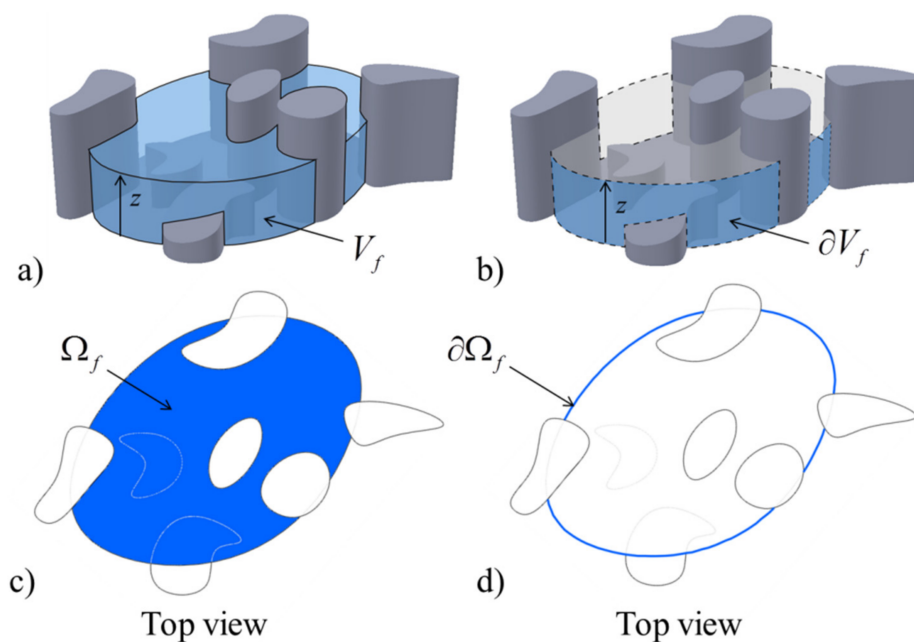 z
V_f
a)
z
∂V_f
b)
Ω_f
c)
Top view
∂Ω_f
d)
Top view